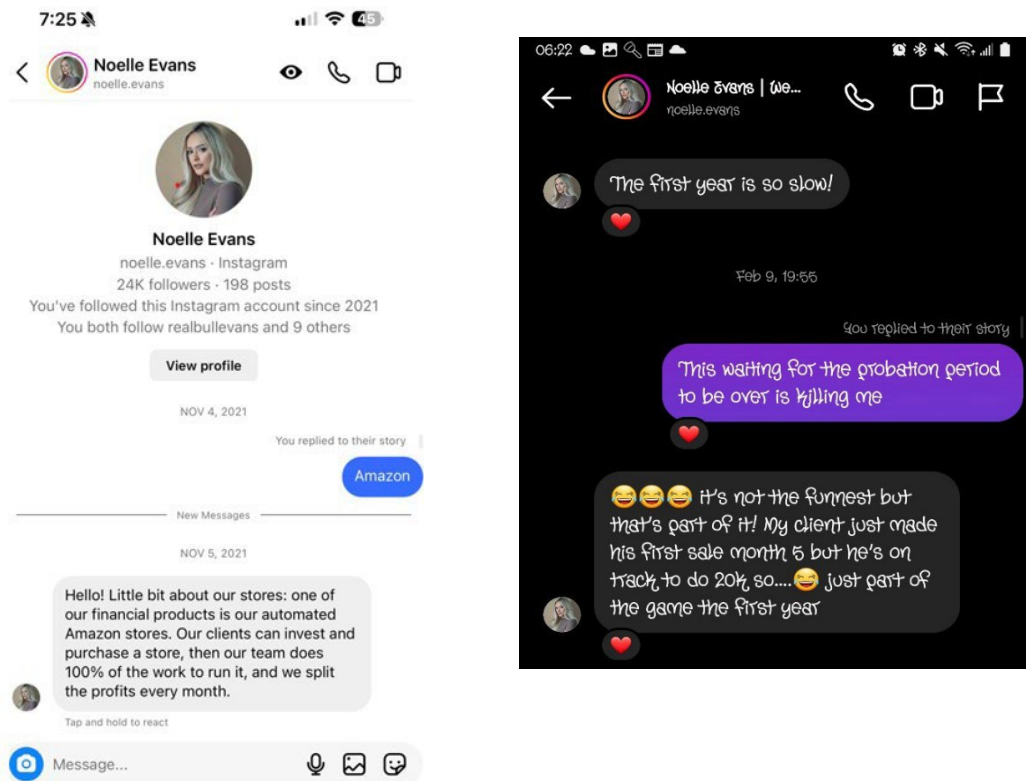 7:25
45
Noelle Evans
noelle.evans
Noelle Evans
noelle.evans · Instagram
24K followers · 198 posts
You've followed this Instagram account since 2021
You both follow realbullevans and 9 others
View profile
NOV 4, 2021
You replied to their story
Amazon
New Messages
NOV 5, 2021
Hello! Little bit about our stores: one of
our financial products is our automated
Amazon stores. Our clients can invest and
purchase a store, then our team does
100% of the work to run it, and we split
the profits every month.
Tap and hold to react
Message...
06:22
Noelle Evans | We...
noelle.evans
The first year is so slow!
Feb 9, 19:55
You replied to their story
This waiting for the probation period
to be over is killing me
😂😂😂 it's not the funnest but
that's part of it! My client just made
his first sale month 5 but he's on
track to do 20k so....😂 just part of
the game the first year